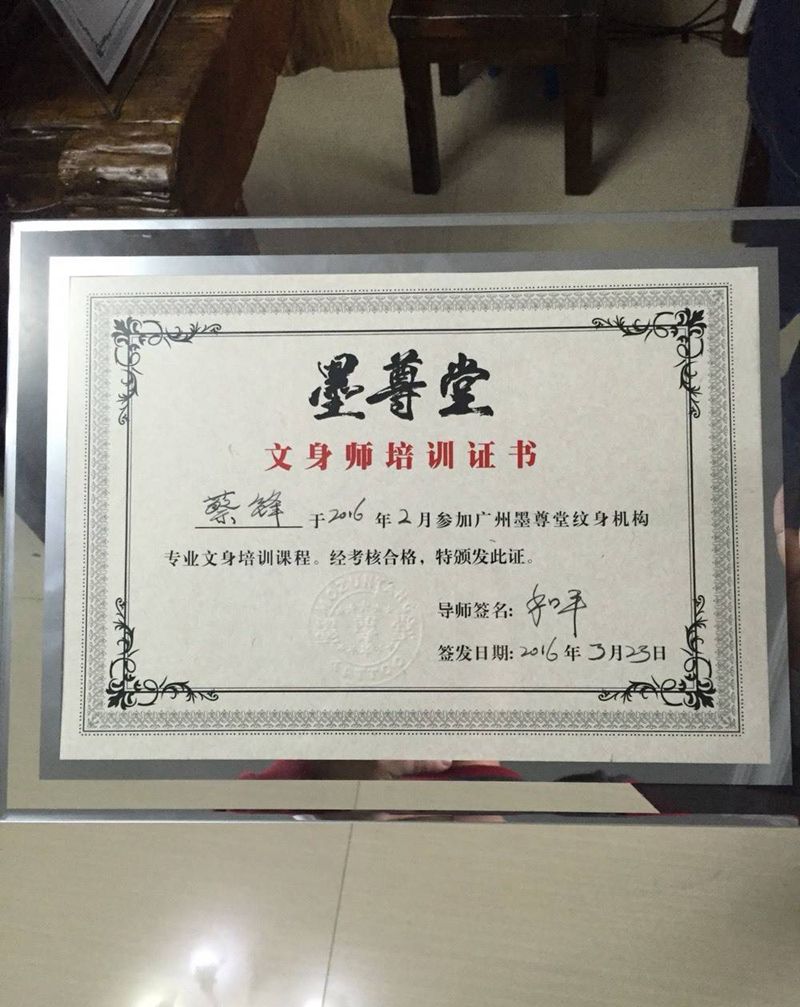 墨尊堂
文身师培训证书
蔡锋 于2016年2月参加广州墨尊堂纹身机构
专业文身培训课程。经考核合格，特颁发此证。
导师签名：和平
签发日期：2016年3月23日
TATTOO